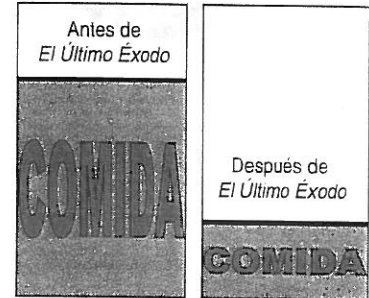 Antes de
El Último Éxodo
COMIDA
Después de
El Último Éxodo
COMIDA